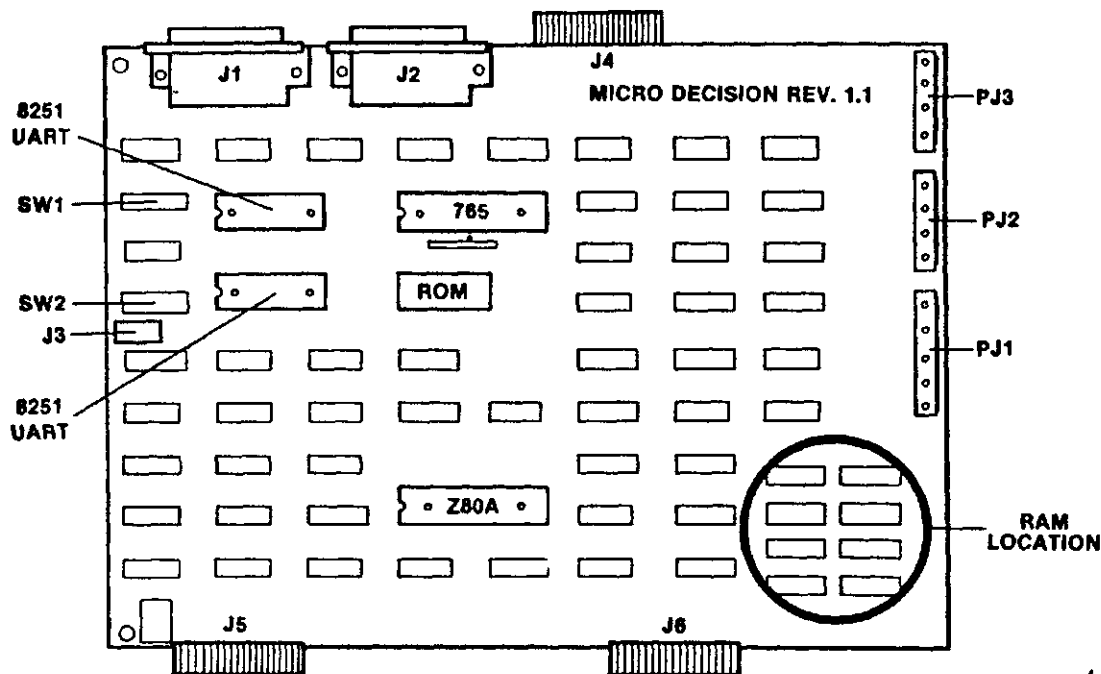 J1
J2
J4
MICRO DECISION REV. 1.1
PJ3
8251
UART
SW1
765
PJ2
SW2
ROM
J3
PJ1
8251
UART
Z80A
RAM
LOCATION
J5
J6